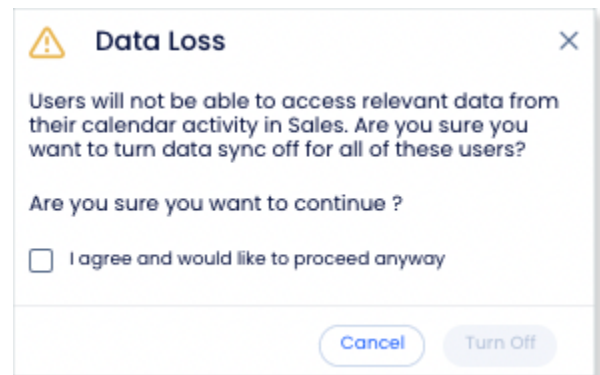 Data Loss
Users will not be able to access relevant data from
their calendar activity in Sales. Are you sure you
want to turn data sync off for all of these users?
Are you sure you want to continue ?
I agree and would like to proceed anyway
Cancel
Turn Off